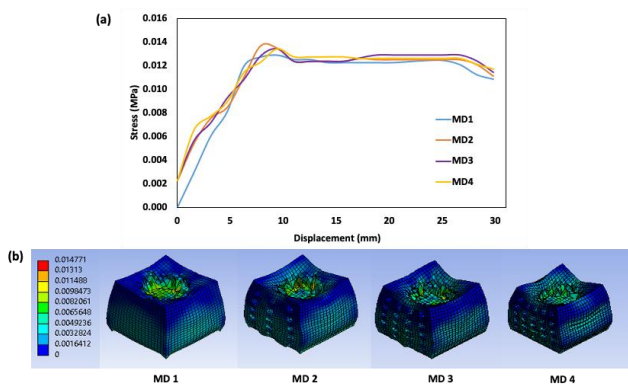 (a)
0.016
0.014
0.012
0.010
0.008
0.006
0.004
0.002
0.000
Stress (MPa)
MD1
MD2
MD3
MD4
0 5 10 15 20 25 30
Displacement (mm)
(b)
0.014771
0.01313
0.011488
0.0098473
0.0082061
0.0065648
0.0049236
0.0032824
0.0016412
0
MD 1 MD 2 MD 3 MD 4